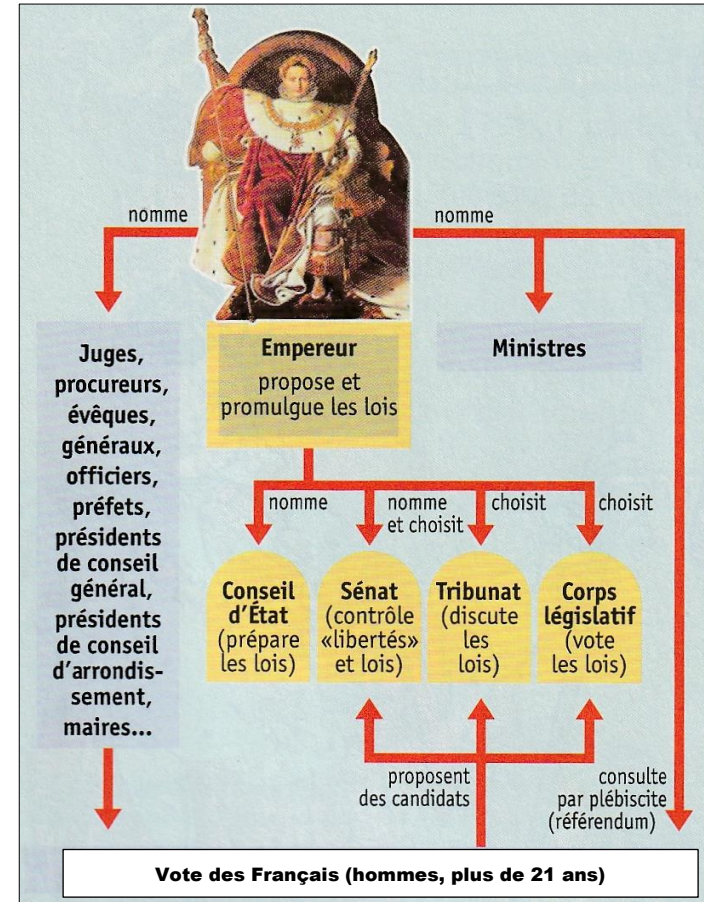 nomme
nomme
Juges,
procureurs,
évêques,
généraux,
officiers,
préfets,
présidents
de conseil
général,
présidents
de conseil
d'arrondis-
sement,
maires...
Empereur
propose et
promulgue les lois
Ministres
nomme
nomme
et choisit
choisit
choisit
Conseil
d'État
(prépare
les lois)
Sénat
(contrôle
«libertés»
et lois)
Tribunat
(discute
les
lois)
Corps
législatif
(vote
les lois)
proposent
des candidats
consulte
par plébiscite
(référendum)
Vote des Français (hommes, plus de 21 ans)